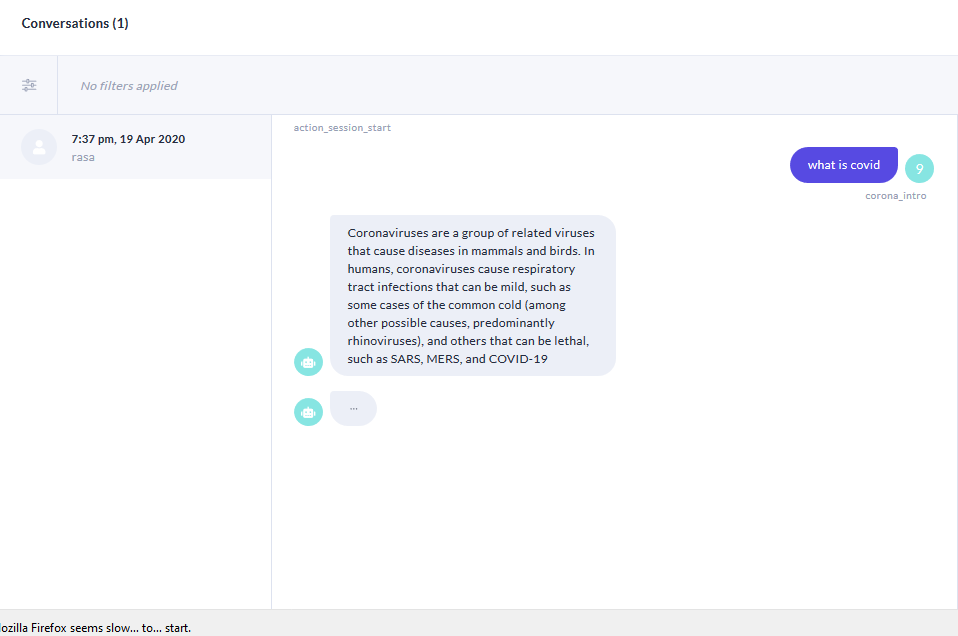 Conversations (1)
No filters applied
7:37 pm, 19 Apr 2020
rasa
action_session_start
what is covid
9
corona_intro
Coronaviruses are a group of related viruses
that cause diseases in mammals and birds. In
humans, coronaviruses cause respiratory
tract infections that can be mild, such as
some cases of the common cold (among
other possible causes, predominantly
rhinoviruses), and others that can be lethal,
such as SARS, MERS, and COVID-19
...
lozilla Firefox seems slow... to... start.